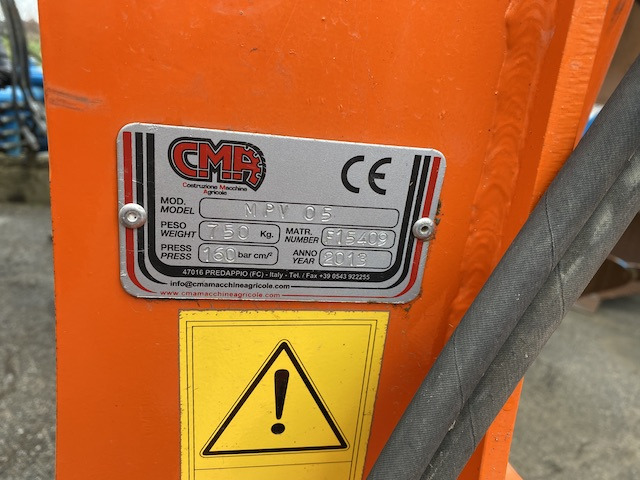 CMA
Costruzione Macchine
Agricole
CE
MOD.
MODEL MPV 05
PESO
WEIGHT 750 Kg. MATR.
NUMBER F15409
PRESS
PRESS 160 bar cm² ANNO
YEAR 2013
47016 PREDAPPIO (FC) - Italy - Tel. / Fax +39 0543 922255
info@cmamacchineagricole.com
www.cmamacchineagricole.com
!